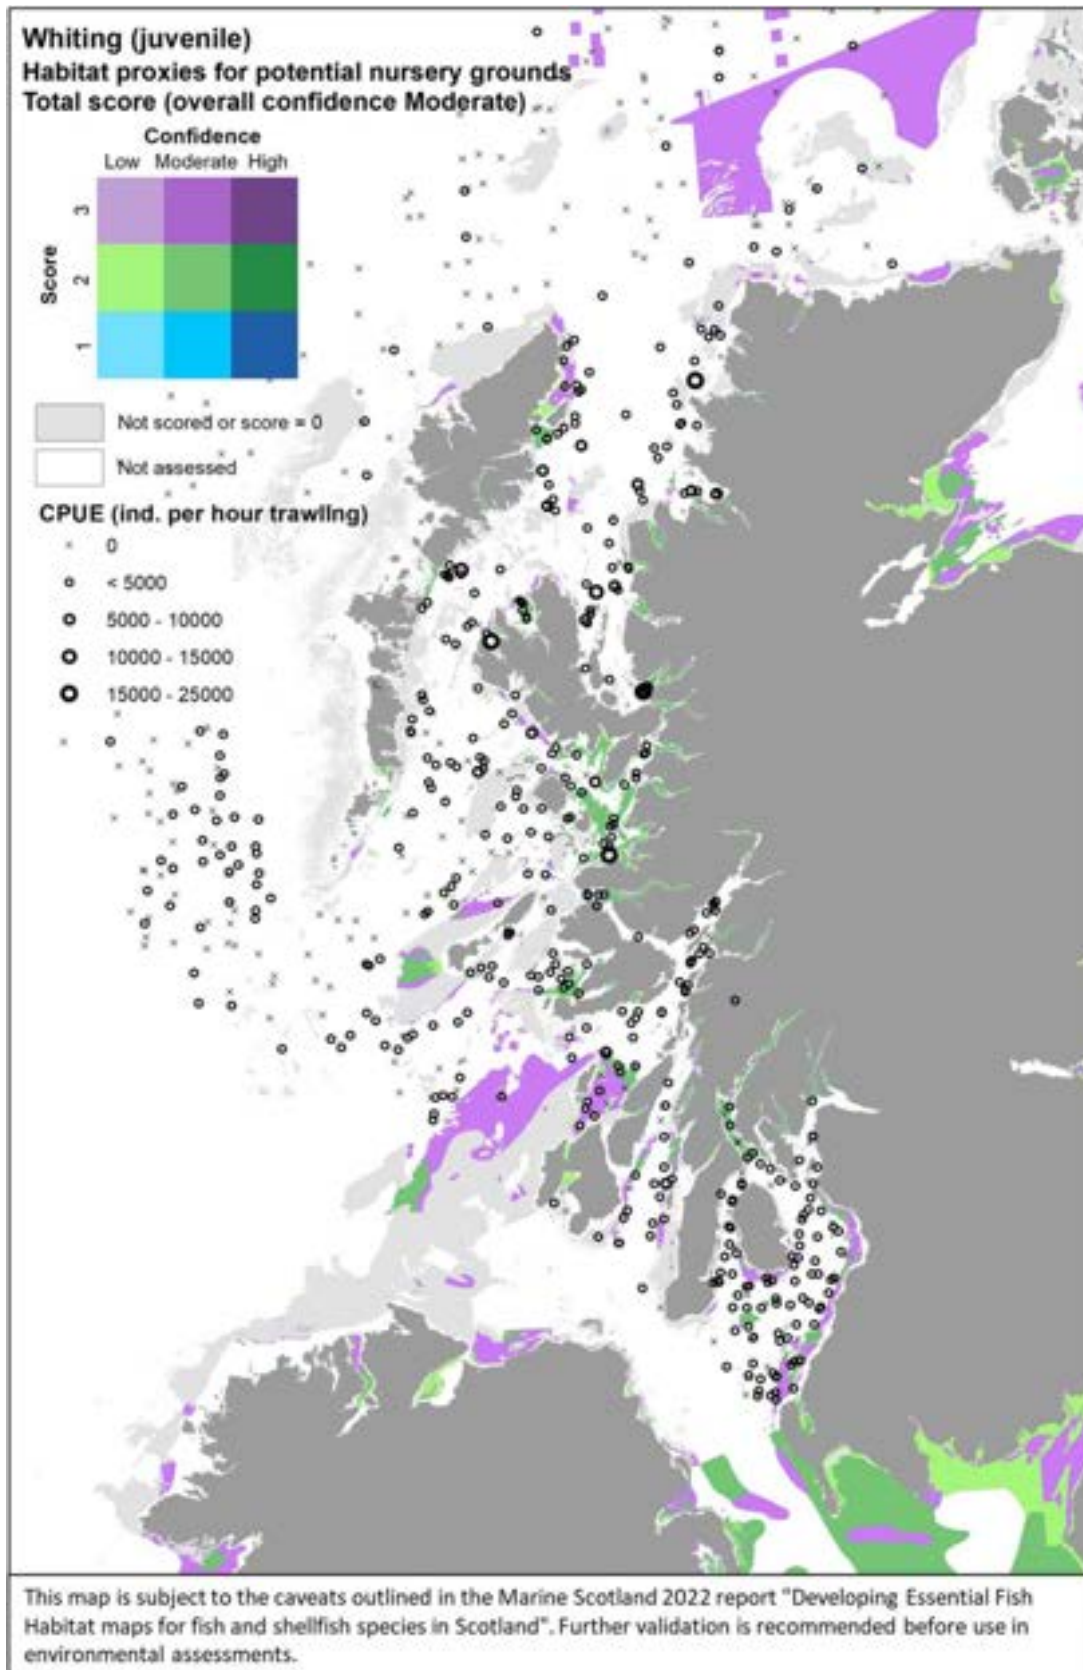 Whiting (juvenile)
Habitat proxies for potential nursery grounds
Total score (overall confidence Moderate)
Confidence
Low Moderate High
Score
3
2
1
Not scored or score = 0
Not assessed
CPUE (ind. per hour trawling)
0
< 5000
5000 - 10000
10000 - 15000
15000 - 25000
This map is subject to the caveats outlined in the Marine Scotland 2022 report "Developing Essential Fish
Habitat maps for fish and shellfish species in Scotland". Further validation is recommended before use in
environmental assessments.